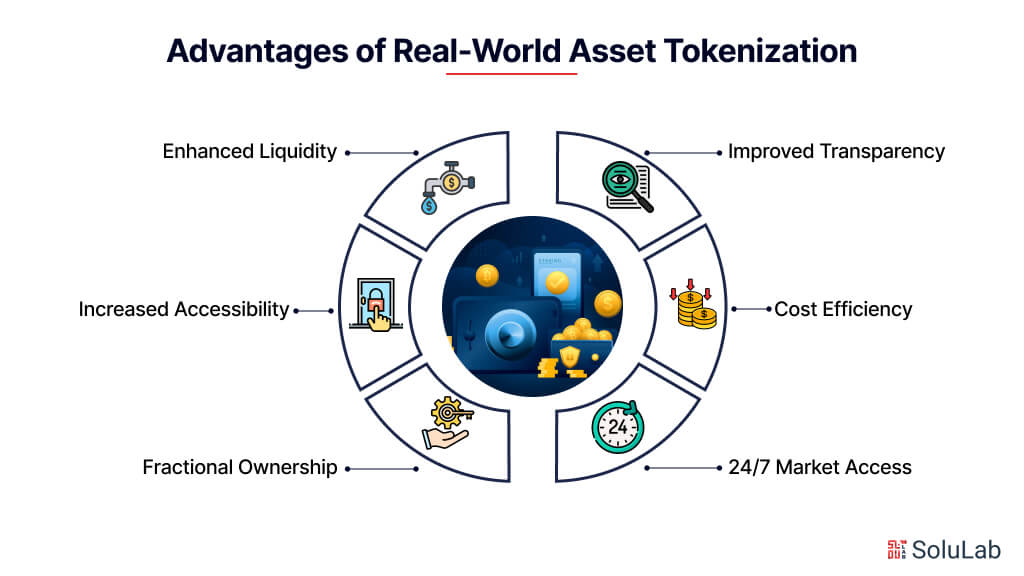 Advantages of Real-World Asset Tokenization
Enhanced Liquidity
Improved Transparency
Increased Accessibility
Cost Efficiency
Fractional Ownership
24/7 Market Access
24
SoluLab